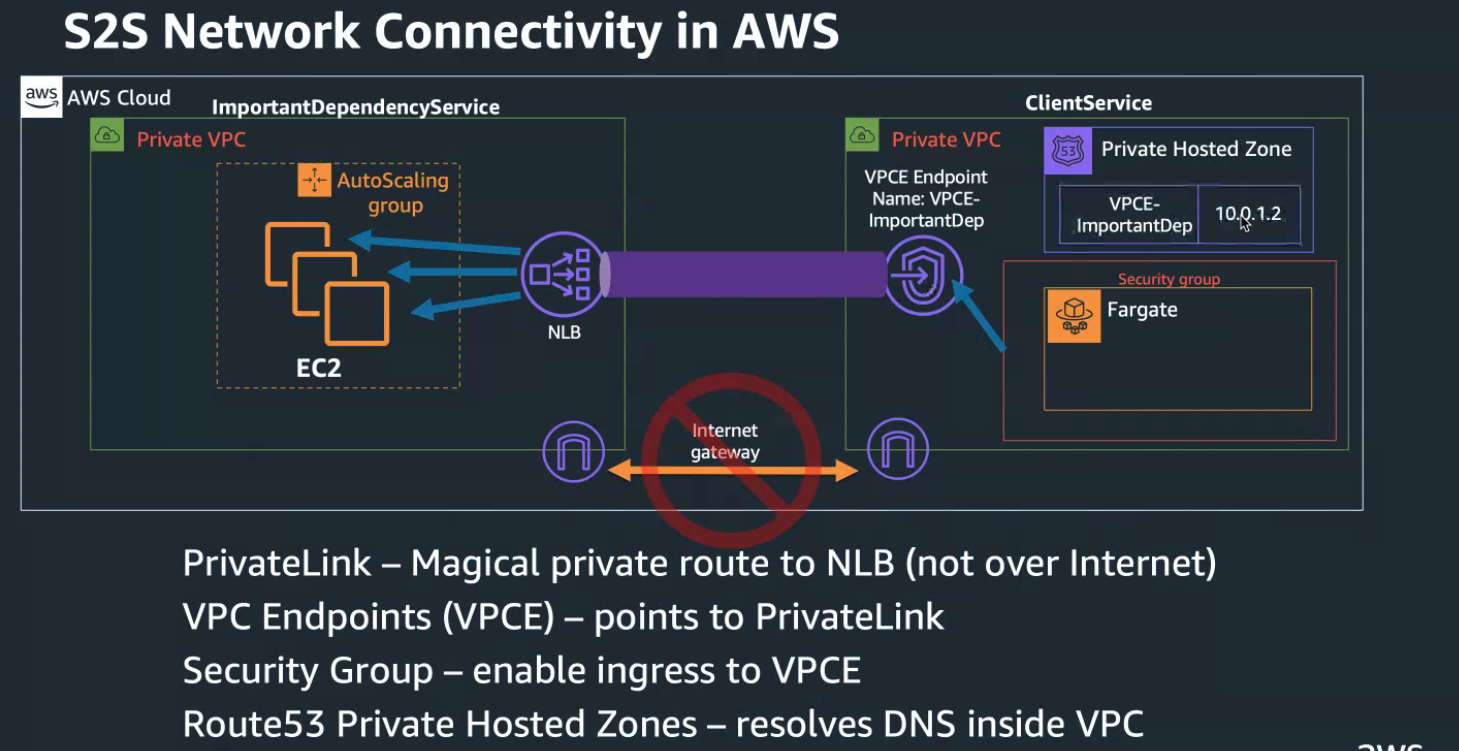 S2S Network Connectivity in AWS
aws
AWS Cloud
ImportantDependencyService
ClientService
Private VPC
AutoScaling
group
EC2
NLB
Private VPC
VPCE Endpoint
Name: VPCE-
ImportantDep
53
Private Hosted Zone
VPCE-
ImportantDep
10.0.1.2
Security group
Fargate
Internet
gateway
PrivateLink – Magical private route to NLB (not over Internet)
VPC Endpoints (VPCE) – points to PrivateLink
Security Group – enable ingress to VPCE
Route53 Private Hosted Zones – resolves DNS inside VPC
aws